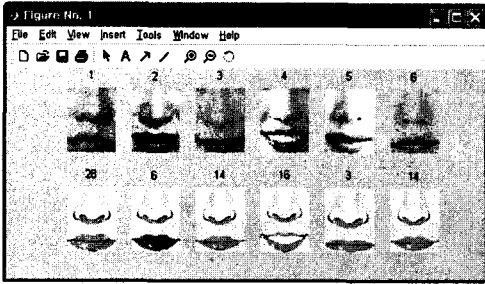 Figure No. 1
File Edit View Insert Tools Window Help
A
1 2 3 4 5 6
28 6 14 16 3 14